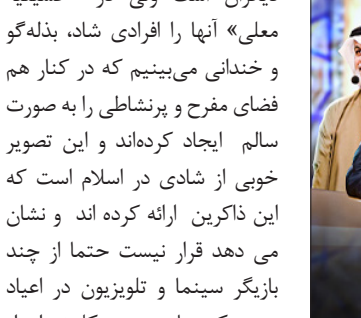 معلی» آنها را افرادی شاد، بذله‌گو
و خندانی می‌بینیم که در کنار هم
فضای مفرح و پرنشاطی را به صورت
سالم ایجاد کرده‌اند و این تصویر
خوبی از شادی در اسلام است که
این ذاکرین ارائه کرده اند و نشان
می دهد قرار نیست حتما از چند
بازیگر سینما و تلویزیون در اعیاد